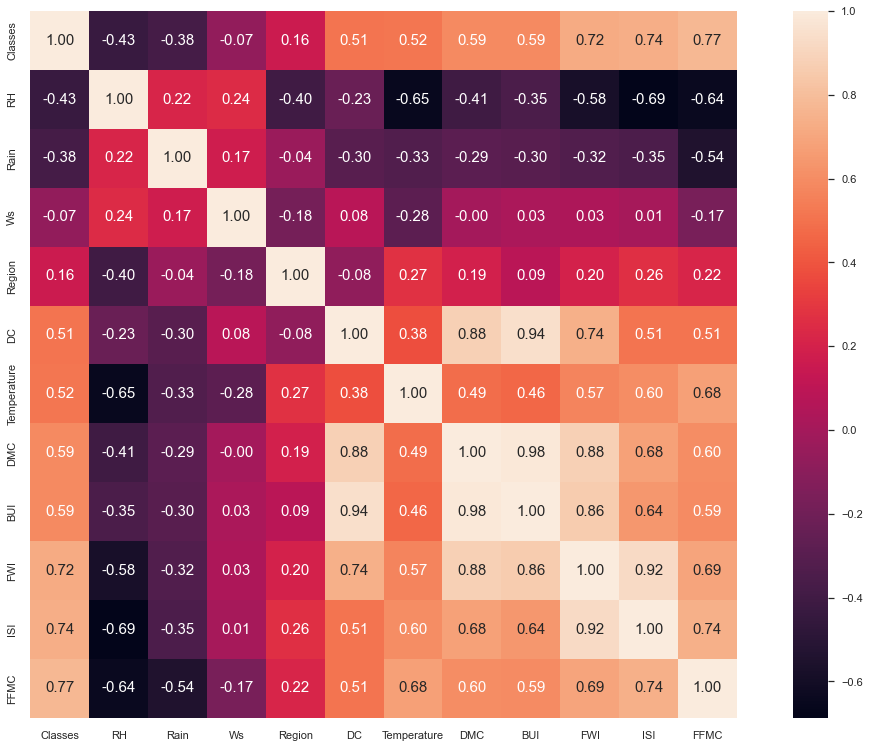 Classes 1.00 -0.43 -0.38 -0.07 0.16 0.51 0.52 0.59 0.59 0.72 0.74 0.77
RH -0.43 1.00 0.22 0.24 -0.40 -0.23 -0.65 -0.41 -0.35 -0.58 -0.69 -0.64
Rain -0.38 0.22 1.00 0.17 -0.04 -0.30 -0.33 -0.29 -0.30 -0.32 -0.35 -0.54
Ws -0.07 0.24 0.17 1.00 -0.18 0.08 -0.28 -0.00 0.03 0.03 0.01 -0.17
Region 0.16 -0.40 -0.04 -0.18 1.00 -0.08 0.27 0.19 0.09 0.20 0.26 0.22
DC 0.51 -0.23 -0.30 0.08 -0.08 1.00 0.38 0.88 0.94 0.74 0.51 0.51
Temperature 0.52 -0.65 -0.33 -0.28 0.27 0.38 1.00 0.49 0.46 0.57 0.60 0.68
DMC 0.59 -0.41 -0.29 -0.00 0.19 0.88 0.49 1.00 0.98 0.88 0.68 0.60
BUI 0.59 -0.35 -0.30 0.03 0.09 0.94 0.46 0.98 1.00 0.86 0.64 0.59
FWI 0.72 -0.58 -0.32 0.03 0.20 0.74 0.57 0.88 0.86 1.00 0.92 0.69
ISI 0.74 -0.69 -0.35 0.01 0.26 0.51 0.60 0.68 0.64 0.92 1.00 0.74
FFMC 0.77 -0.64 -0.54 -0.17 0.22 0.51 0.68 0.60 0.59 0.69 0.74 1.00
Classes RH Rain Ws Region DC Temperature DMC BUI FWI ISI FFMC
1.0
0.8
0.6
0.4
0.2
0.0
-0.2
-0.4
-0.6